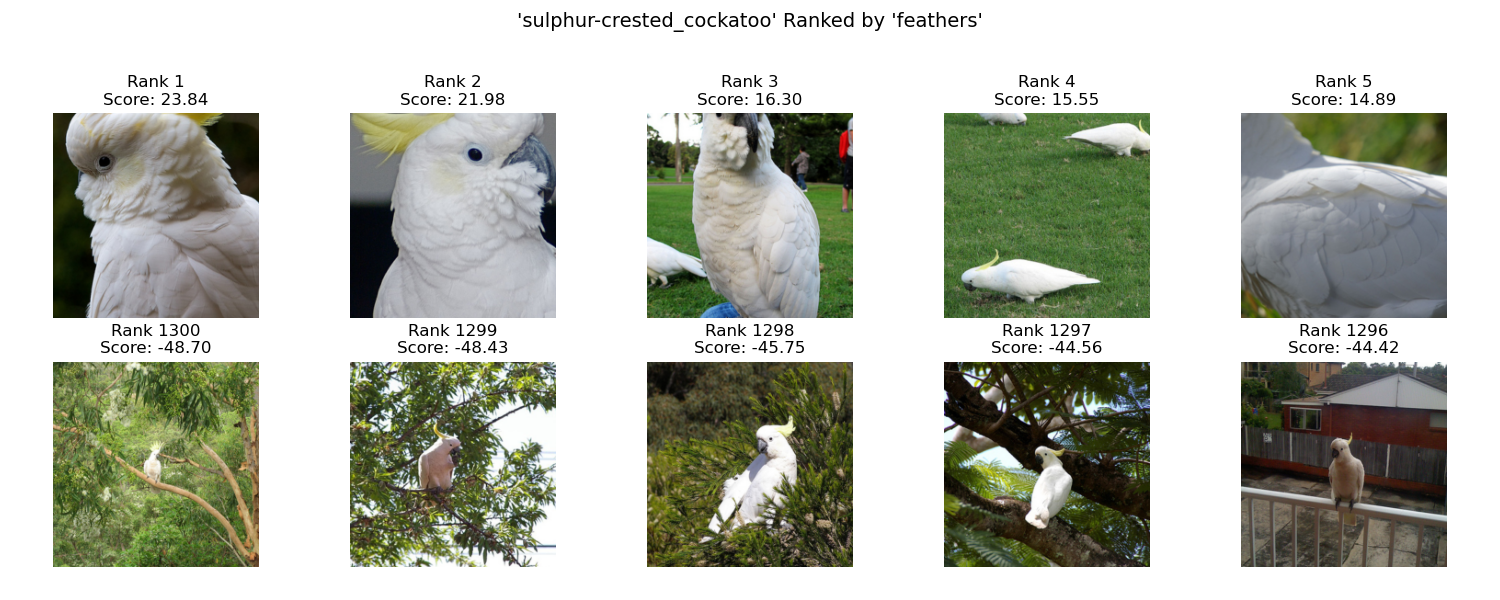 'sulphur-crested_cockatoo' Ranked by 'feathers'
Rank 1
Score: 23.84
Rank 2
Score: 21.98
Rank 3
Score: 16.30
Rank 4
Score: 15.55
Rank 5
Score: 14.89
Rank 1300
Score: -48.70
Rank 1299
Score: -48.43
Rank 1298
Score: -45.75
Rank 1297
Score: -44.56
Rank 1296
Score: -44.42